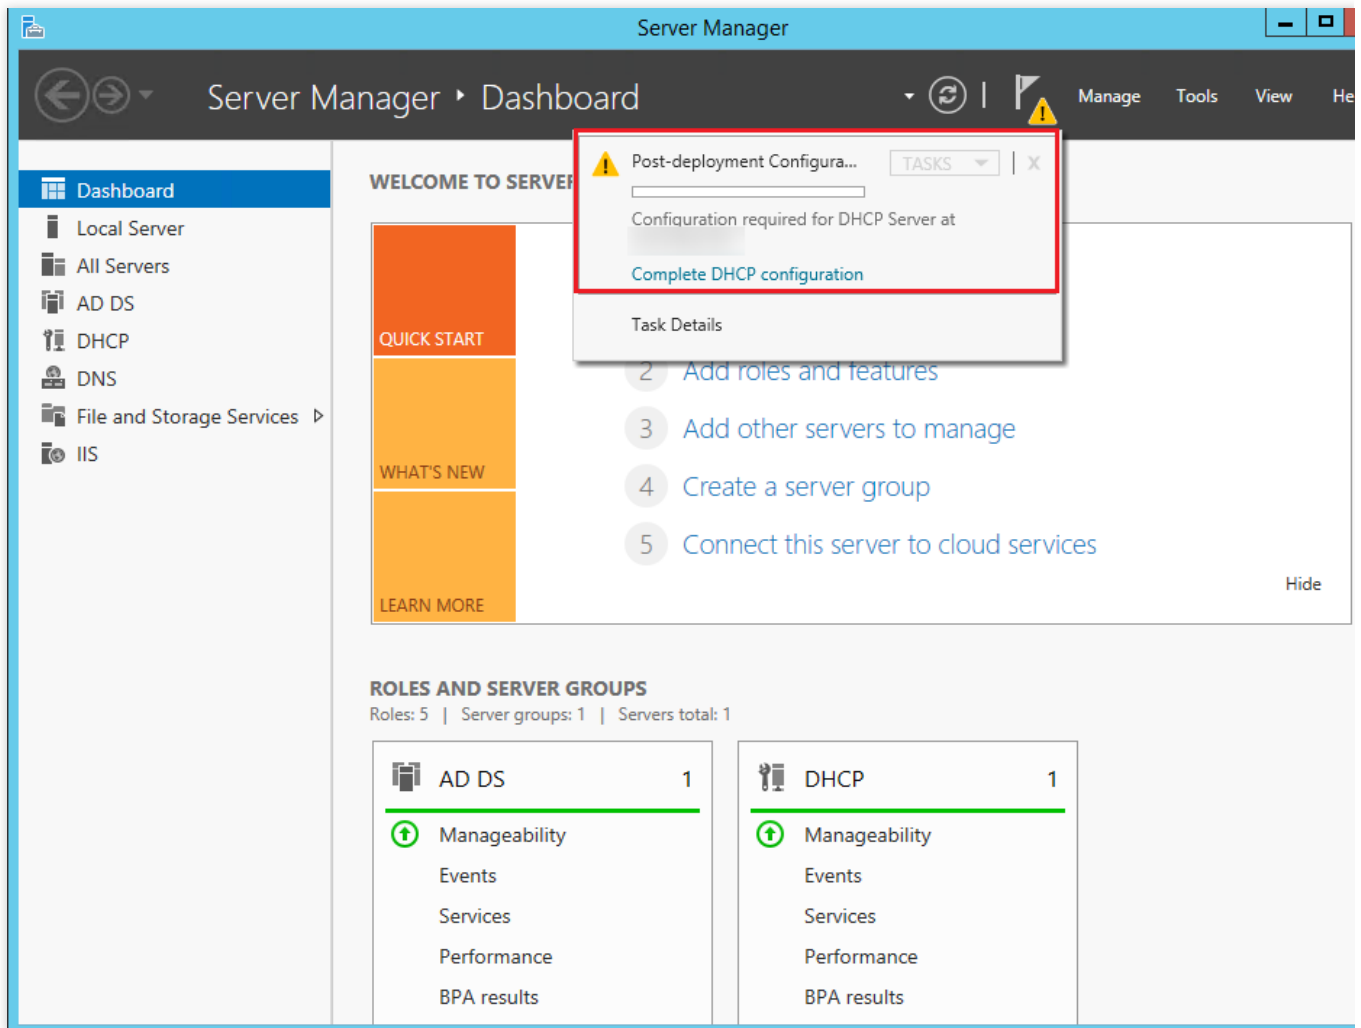 Server Manager
Server Manager • Dashboard
Manage Tools View He
Post-deployment Configura... TASKS X
Configuration required for DHCP Server at
Complete DHCP configuration
Task Details
Dashboard
Local Server
All Servers
AD DS
DHCP
DNS
File and Storage Services
IIS
WELCOME TO SERVER
QUICK START
WHAT'S NEW
LEARN MORE
2 Add roles and features
3 Add other servers to manage
4 Create a server group
5 Connect this server to cloud services
Hide
ROLES AND SERVER GROUPS
Roles: 5 | Server groups: 1 | Servers total: 1
AD DS 1
Manageability
Events
Services
Performance
BPA results
DHCP 1
Manageability
Events
Services
Performance
BPA results